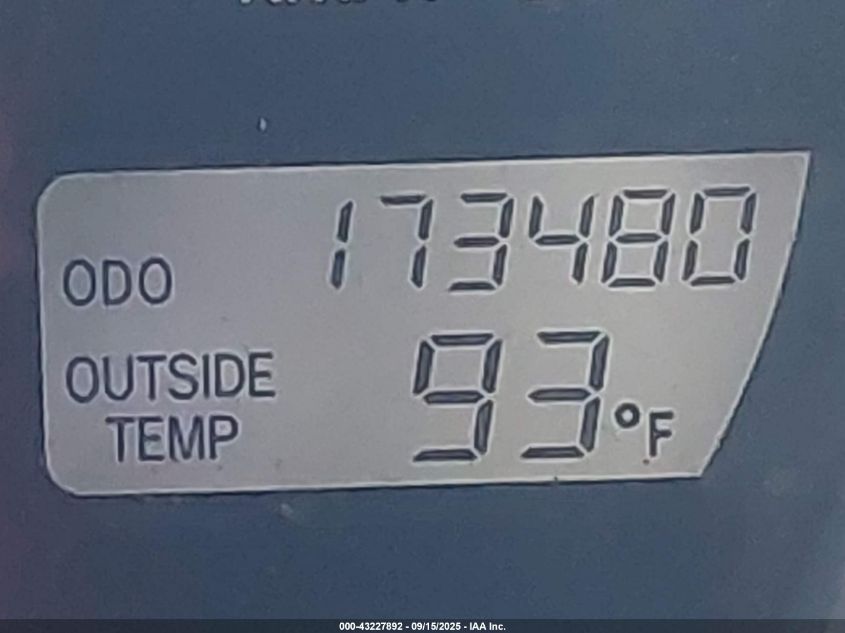 ODO 173480
OUTSIDE
TEMP 93°F
000-43227892 - 09/15/2025 - IAA Inc.